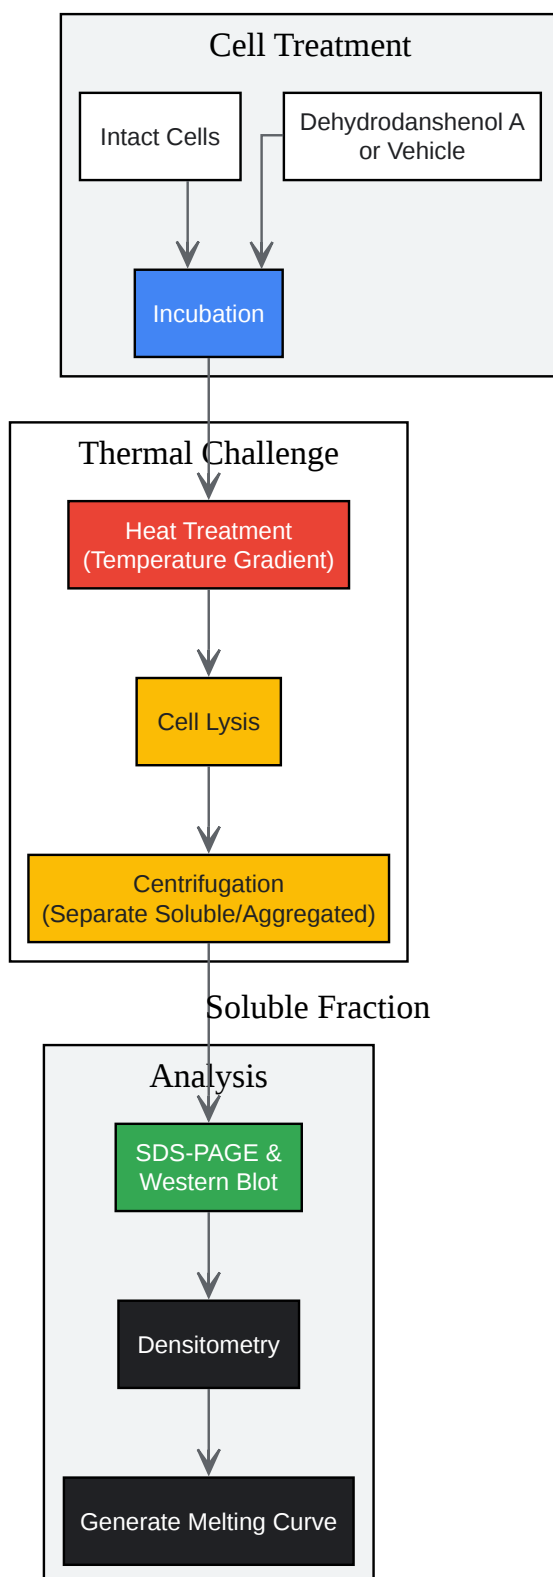 Cell Treatment
Intact Cells
Dehydrodanshenol A
or Vehicle
Incubation
Thermal Challenge
Heat Treatment
(Temperature Gradient)
Cell Lysis
Centrifugation
(Separate Soluble/Aggregated)
Soluble Fraction
Analysis
SDS-PAGE &
Western Blot
Densitometry
Generate Melting Curve